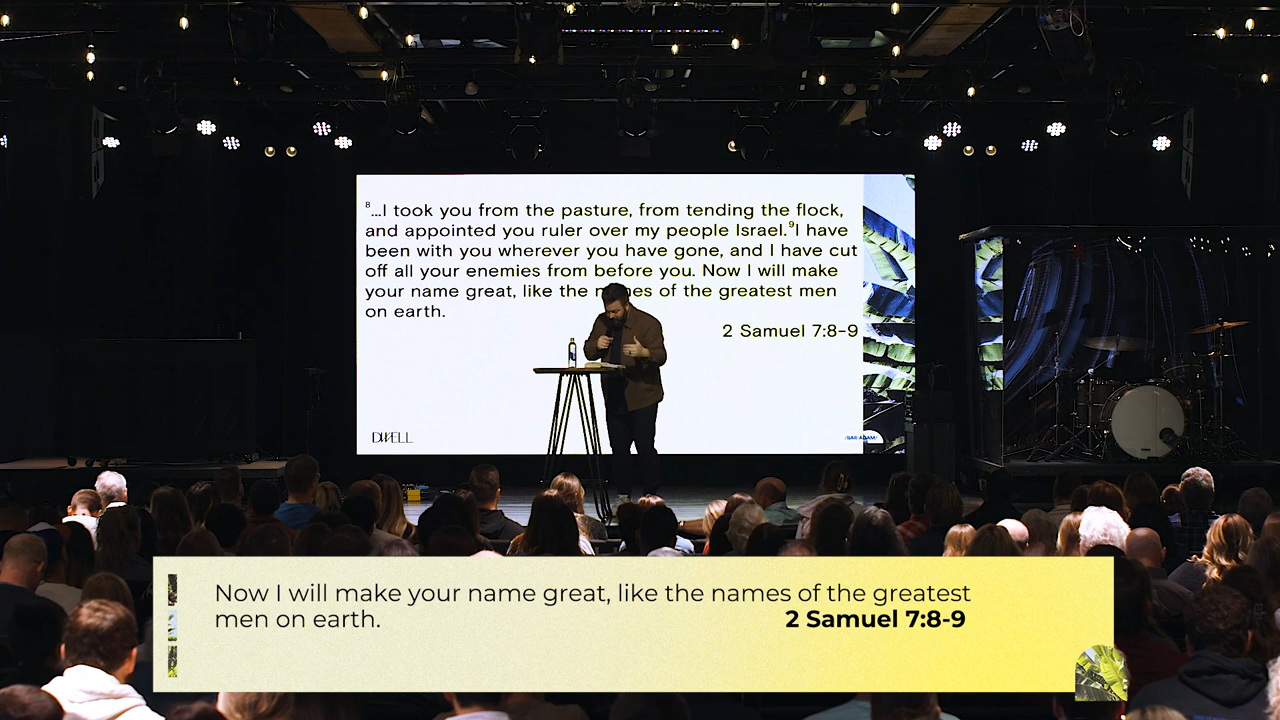 ⁸...I took you from the pasture, from tending the flock,
and appointed you ruler over my people Israel.⁹I have
been with you wherever you have gone, and I have cut
off all your enemies from before you. Now I will make
your name great, like the names of the greatest men
on earth.
2 Samuel 7:8-9
DWELL
Now I will make your name great, like the names of the greatest
men on earth.
2 Samuel 7:8-9